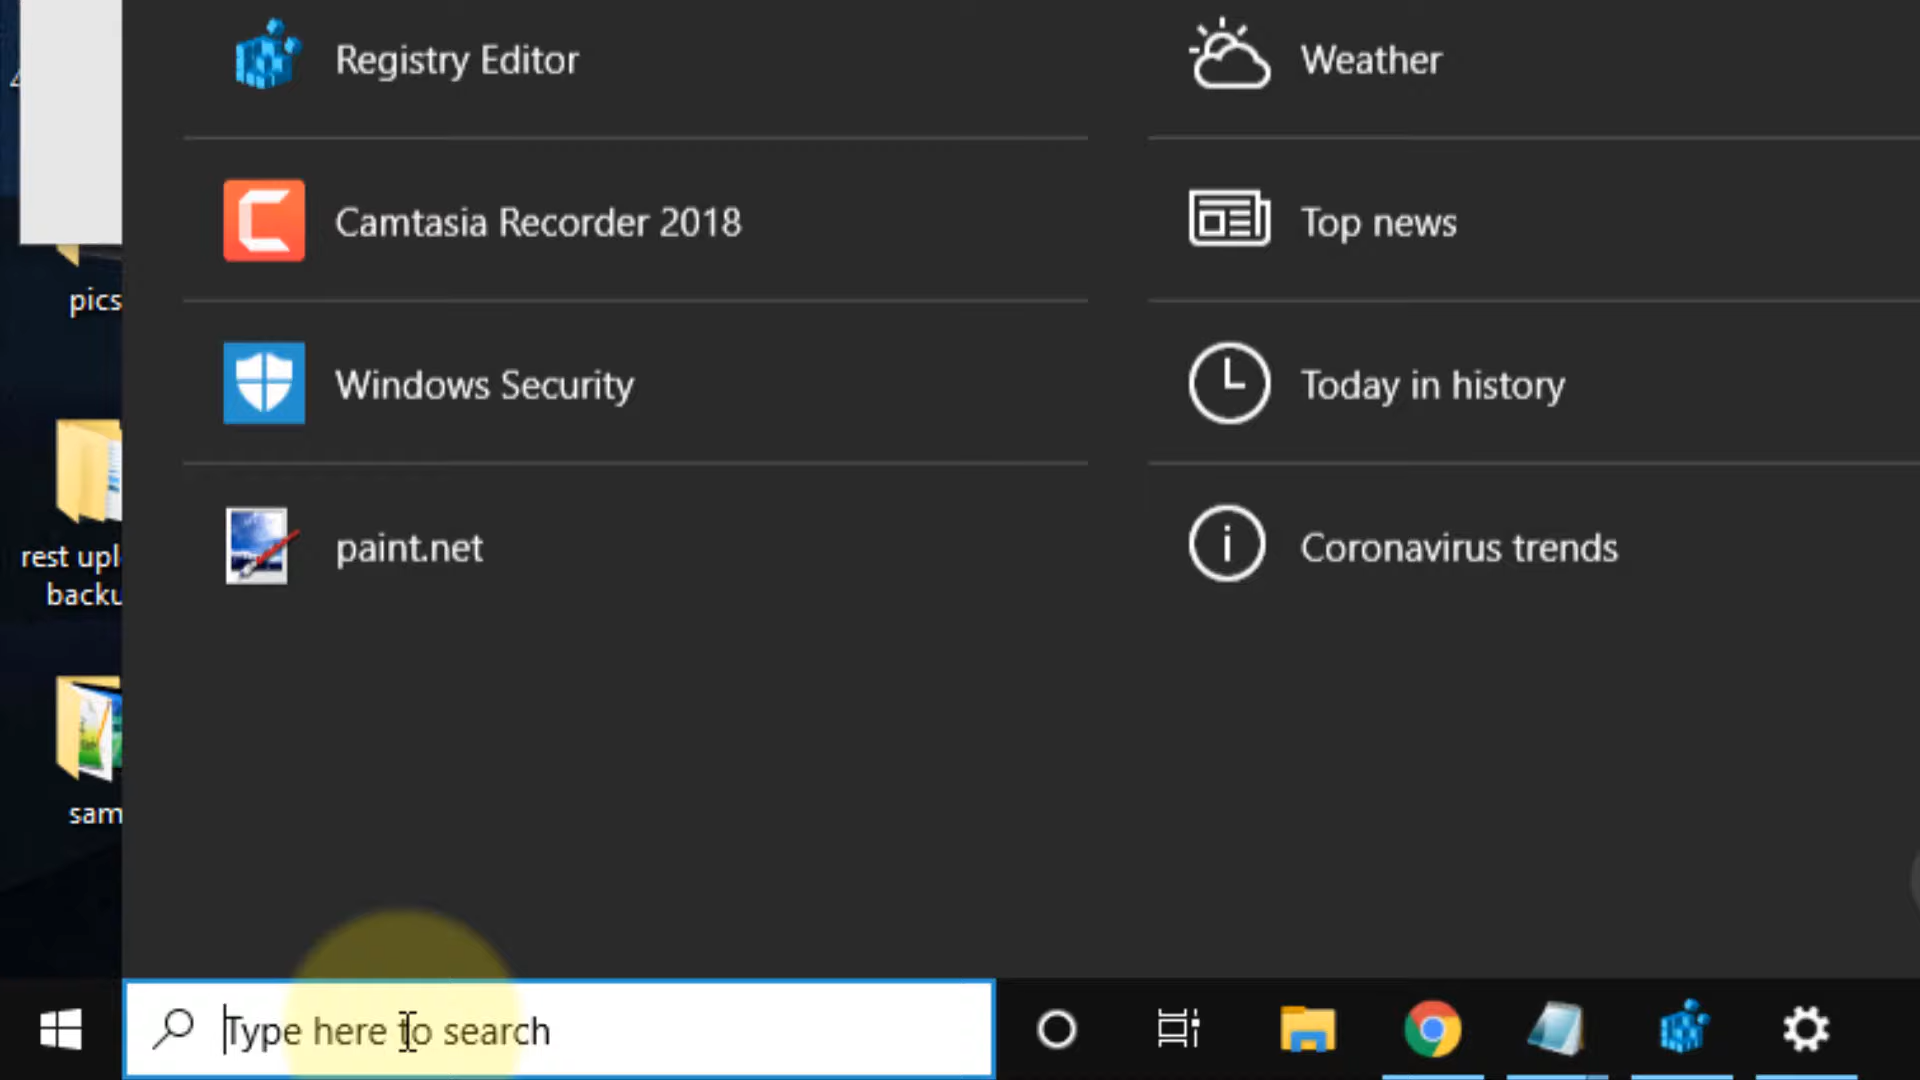 Registry Editor
Camtasia Recorder 2018
Windows Security
paint.net
Weather
Top news
Today in history
Coronavirus trends
pics
rest upl
backu
sam
Type here to search